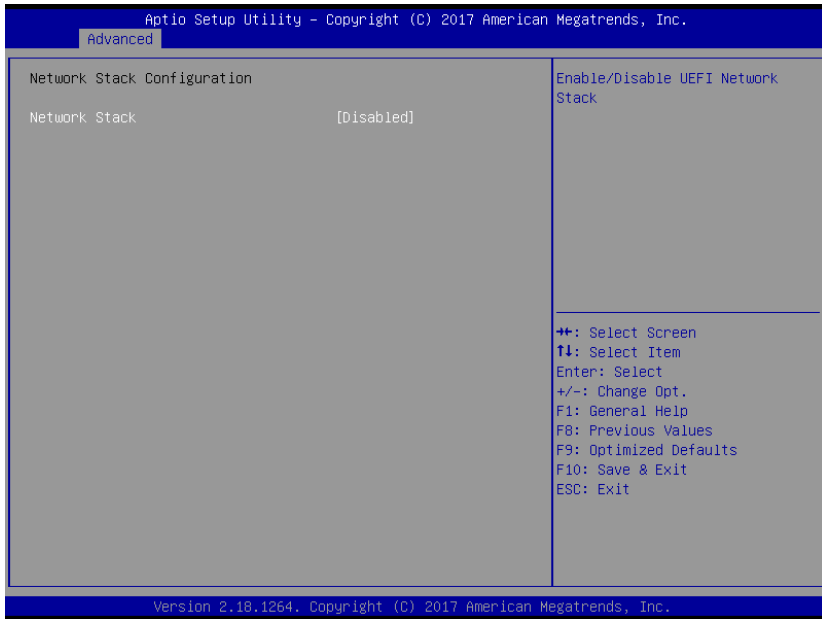 Aptio Setup Utility – Copyright (C) 2017 American Megatrends, Inc.
Advanced
Network Stack Configuration
Network Stack [Disabled]
Enable/Disable UEFI Network
Stack
→←: Select Screen
↑↓: Select Item
Enter: Select
+/-: Change Opt.
F1: General Help
F8: Previous Values
F9: Optimized Defaults
F10: Save & Exit
ESC: Exit
Version 2.18.1264. Copyright (C) 2017 American Megatrends, Inc.